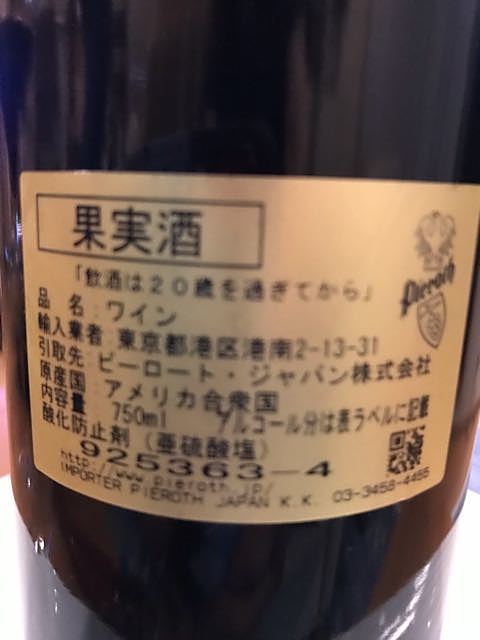 果実酒
「飲酒は20歳を過ぎてから」
Pieroth
品 名:ワイン
輸入業者:東京都港区港南2-13-31
引取先:ピーロート・ジャパン株式会社
原産国:アメリカ合衆国
内容量: 750ml アルコール分は表ラベルに記載
酸化防止剤(亜硫酸塩)
925363-4
http://www.pieroth.jp/
IMPORTER PIEROTH JAPAN K.K. 03-3458-4455